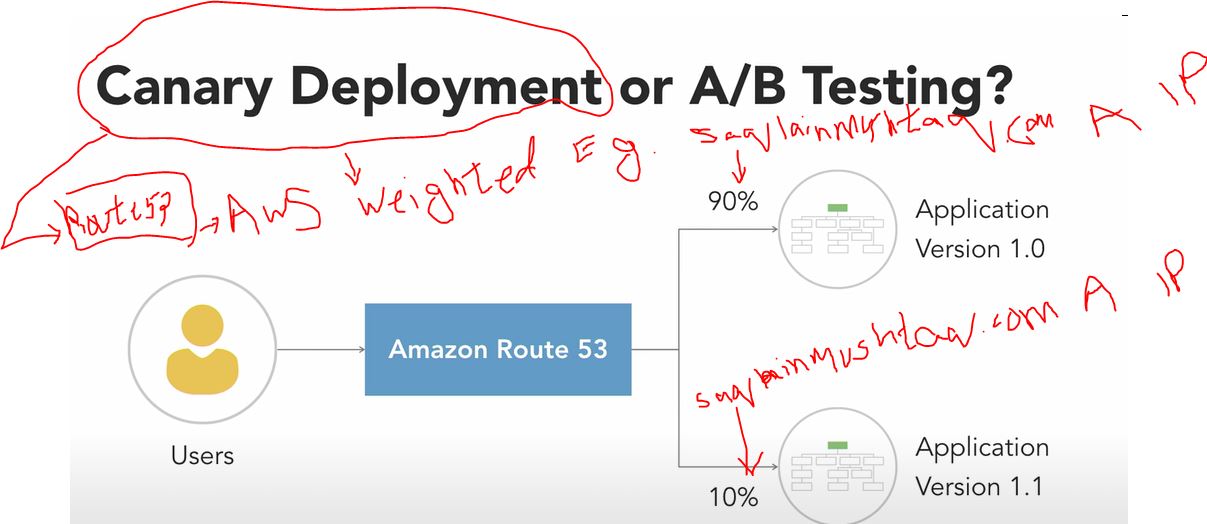 Canary Deployment or A/B Testing?
saqlainmushtaq.com A IP
Route53 → AWS weighted Eg.
90%
Application
Version 1.0
saqlainmushtaq.com A IP
Amazon Route 53
Users
Application
Version 1.1
10%